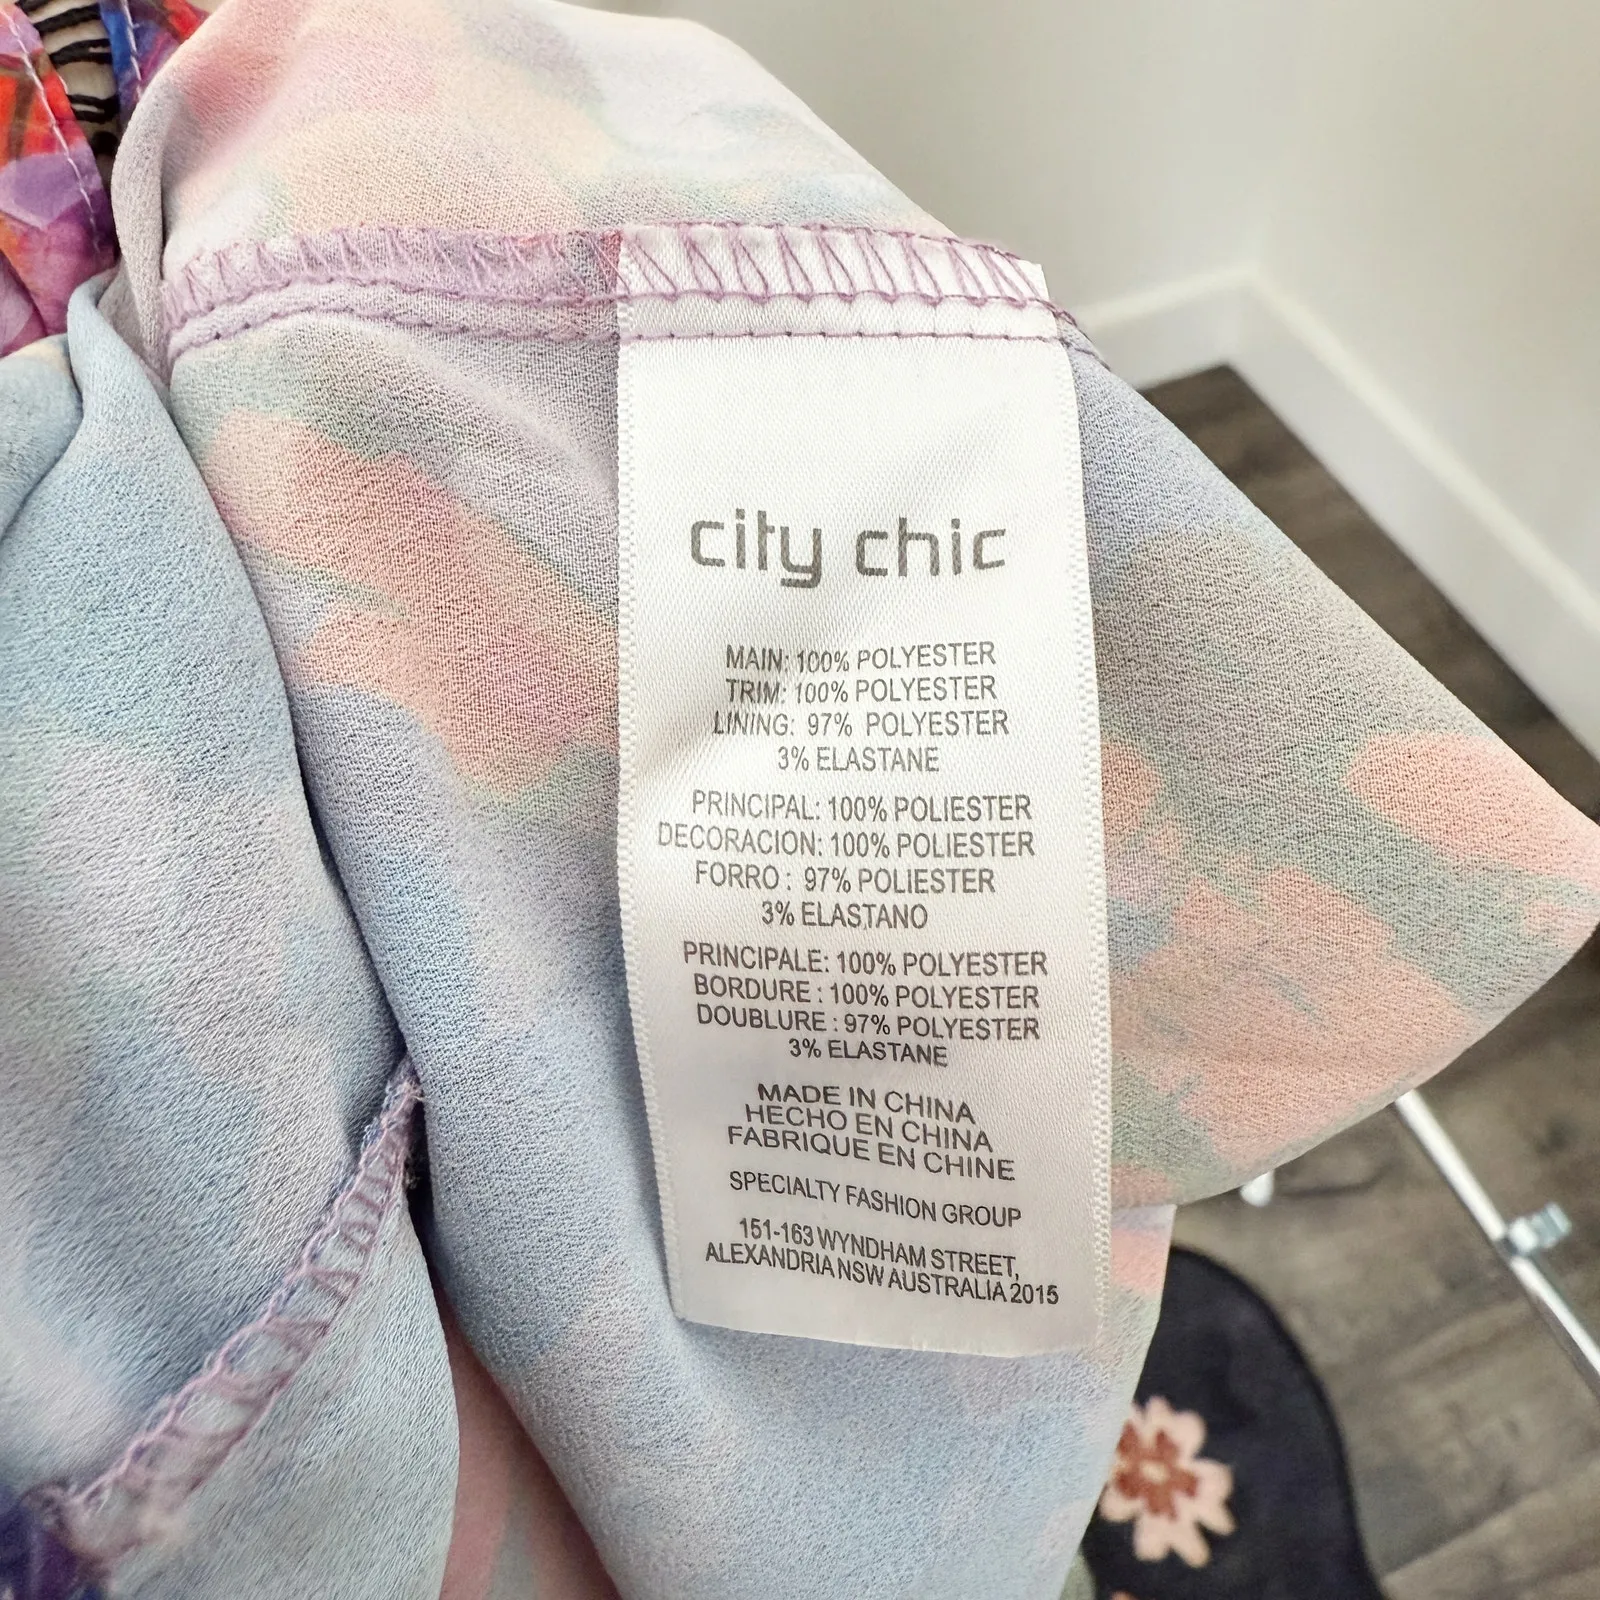 city chic
MAIN: 100% POLYESTER
TRIM: 100% POLYESTER
LINING: 97% POLYESTER
3% ELASTANE
PRINCIPAL: 100% POLIESTER
DECORACION: 100% POLIESTER
FORRO : 97% POLIESTER
3% ELASTANO
PRINCIPALE: 100% POLYESTER
BORDURE : 100% POLYESTER
DOUBLURE : 97% POLYESTER
3% ELASTANE
MADE IN CHINA
HECHO EN CHINA
FABRIQUE EN CHINE
SPECIALTY FASHION GROUP
151-163 WYNDHAM STREET,
ALEXANDRIA NSW AUSTRALIA 2015